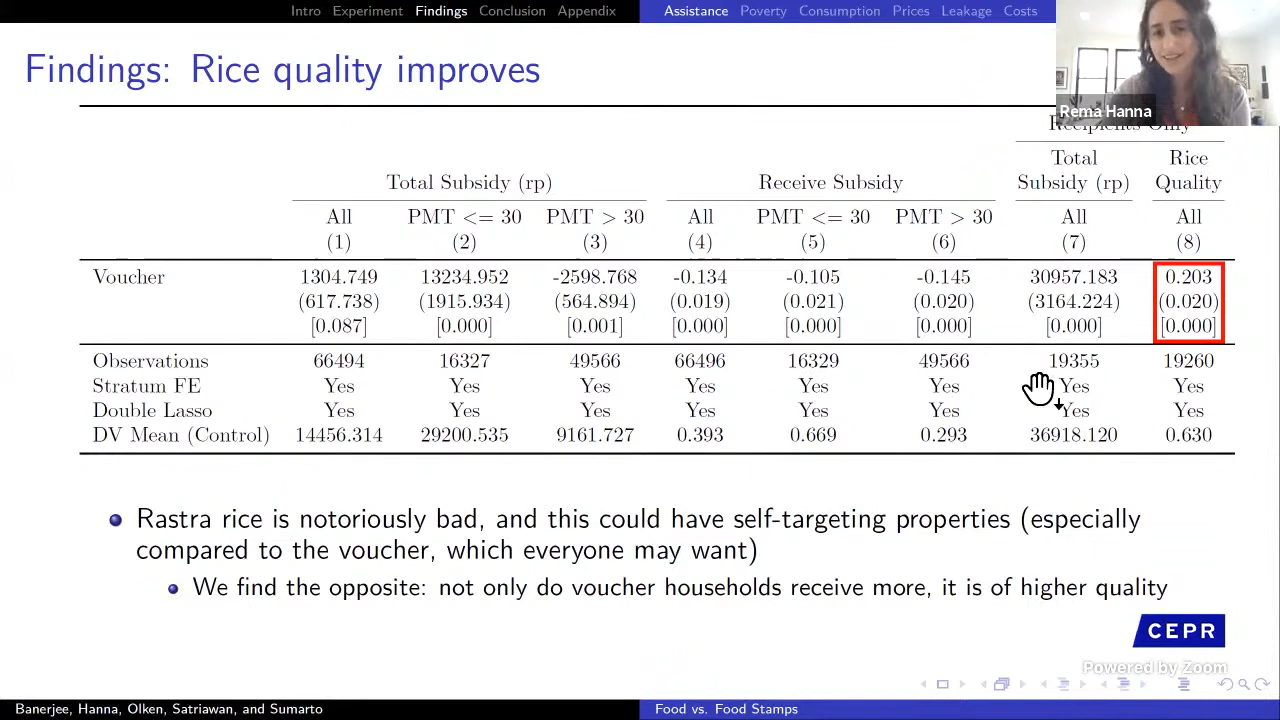 Intro Experiment Findings Conclusion Appendix
Assistance Poverty Consumption Prices Leakage Costs
Findings: Rice quality improves
Rema Hanna
Recipients Only
Total Rice
Total Subsidy (rp) Receive Subsidy Subsidy (rp) Quality
All PMT <= 30 PMT > 30 All PMT <= 30 PMT > 30 All All
(1) (2) (3) (4) (5) (6) (7) (8)
Voucher 1304.749 13234.952 -2598.768 -0.134 -0.105 -0.145 30957.183 0.203
(617.738) (1915.934) (564.894) (0.019) (0.021) (0.020) (3164.224) (0.020)
[0.087] [0.000] [0.001] [0.000] [0.000] [0.000] [0.000] [0.000]
Observations 66494 16327 49566 66496 16329 49566 19355 19260
Stratum FE Yes Yes Yes Yes Yes Yes Yes Yes
Double Lasso Yes Yes Yes Yes Yes Yes Yes Yes
DV Mean (Control) 14456.314 29200.535 9161.727 0.393 0.669 0.293 36918.120 0.630
Rastra rice is notoriously bad, and this could have self-targeting properties (especially
compared to the voucher, which everyone may want)
We find the opposite: not only do voucher households receive more, it is of higher quality
CEPR
Powered by Zoom
Banerjee, Hanna, Olken, Satriawan, and Sumarto
Food vs. Food Stamps